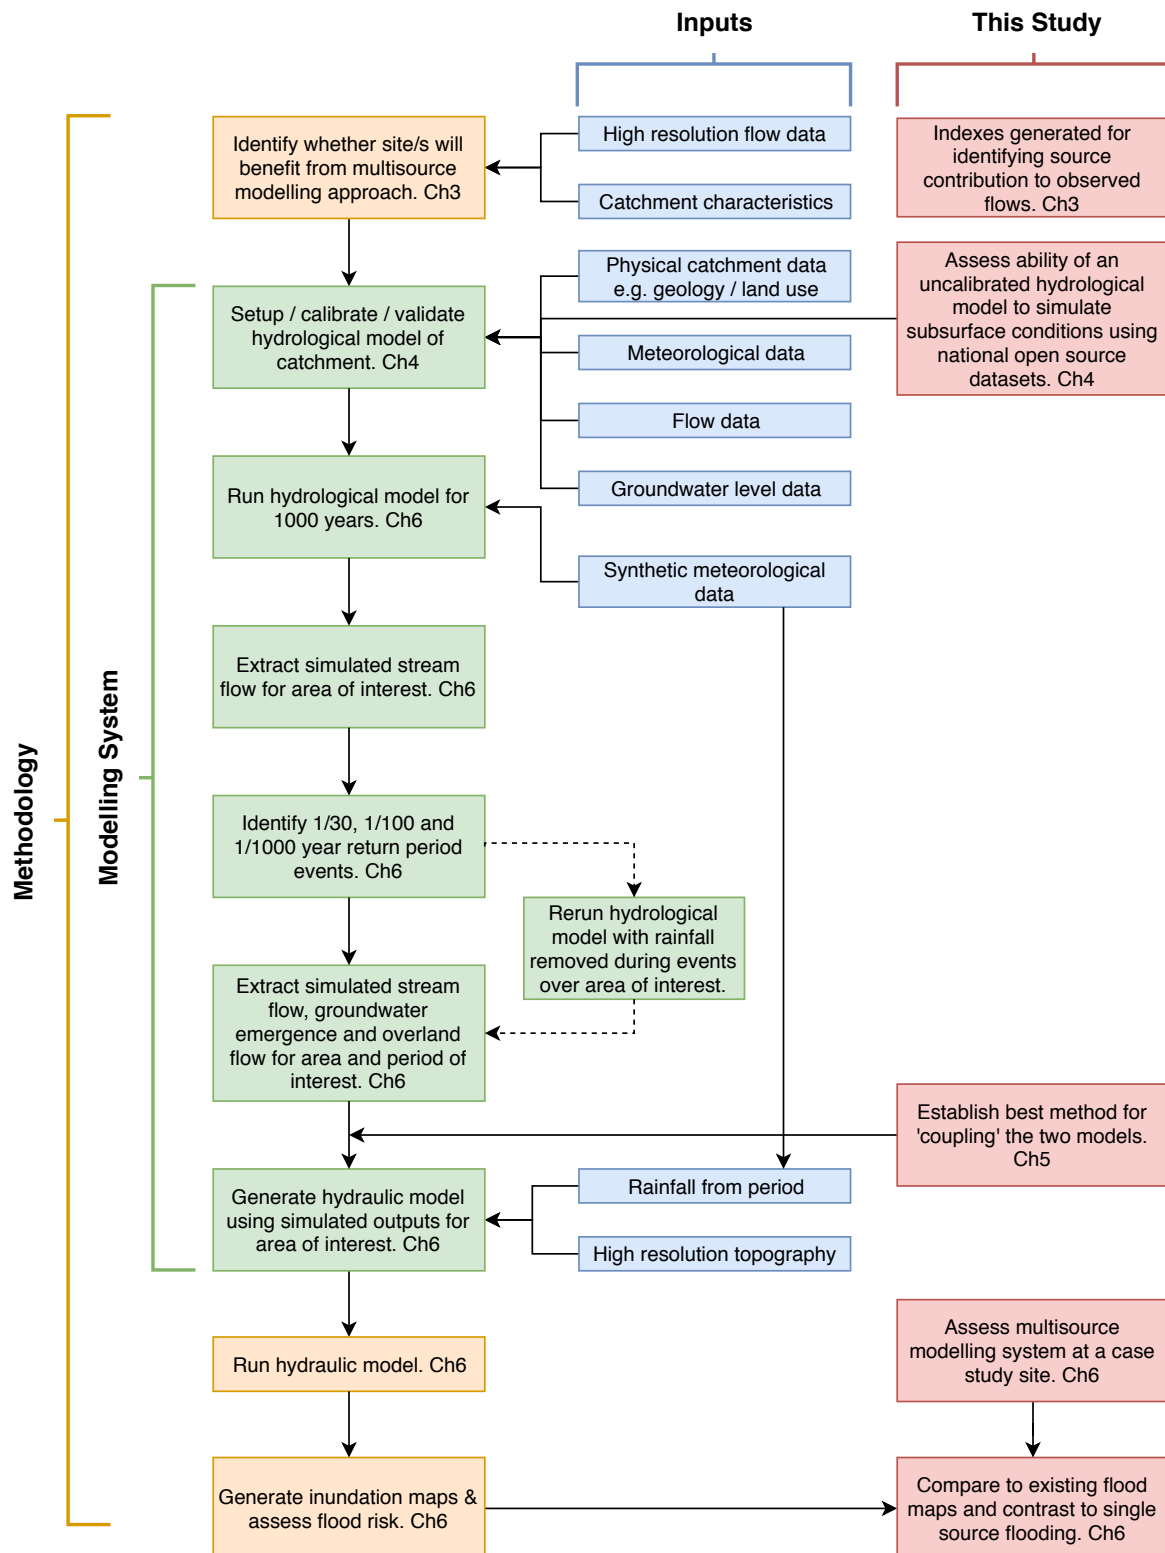 Inputs
This Study
Methodology
Modelling System
Identify whether site/s will
benefit from multisource
modelling approach. Ch3
High resolution flow data
Catchment characteristics
Indexes generated for
identifying source
contribution to observed
flows. Ch3
Setup / calibrate / validate
hydrological model of
catchment. Ch4
Physical catchment data
e.g. geology / land use
Meteorological data
Flow data
Groundwater level data
Assess ability of an
uncalibrated hydrological
model to simulate
subsurface conditions using
national open source
datasets. Ch4
Run hydrological model for
1000 years. Ch6
Synthetic meteorological
data
Extract simulated stream
flow for area of interest. Ch6
Identify 1/30, 1/100 and
1/1000 year return period
events. Ch6
Rerun hydrological
model with rainfall
removed during events
over area of interest.
Extract simulated stream
flow, groundwater
emergence and overland
flow for area and period of
interest. Ch6
Establish best method for
'coupling' the two models.
Ch5
Generate hydraulic model
using simulated outputs for
area of interest. Ch6
Rainfall from period
High resolution topography
Run hydraulic model. Ch6
Assess multisource
modelling system at a case
study site. Ch6
Generate inundation maps &
assess flood risk. Ch6
Compare to existing flood
maps and contrast to single
source flooding. Ch6